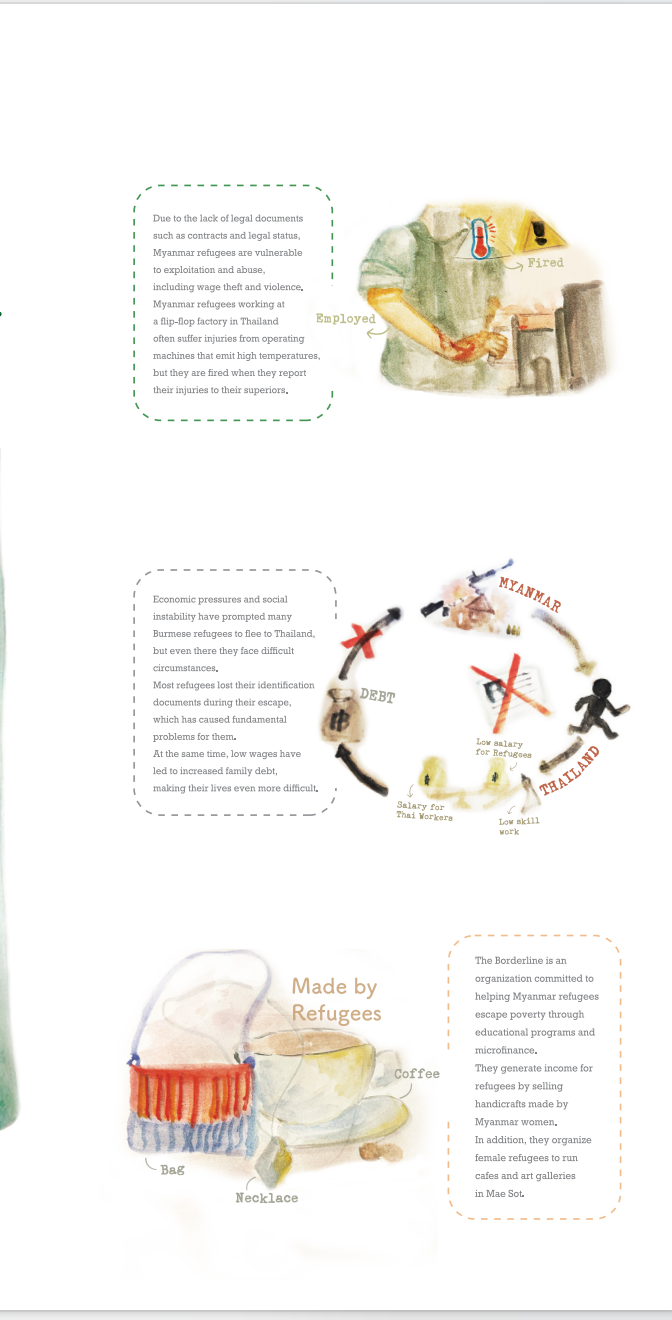 Due to the lack of legal documents
such as contracts and legal status,
Myanmar refugees are vulnerable
to exploitation and abuse,
including wage theft and violence.
Myanmar refugees working at
a flip-flop factory in Thailand
often suffer injuries from operating
machines that emit high temperatures,
but they are fired when they report
their injuries to their superiors.
Fired
Employed
Economic pressures and social
instability have prompted many
Burmese refugees to flee to Thailand,
but even there they face difficult
circumstances.
Most refugees lost their identification
documents during their escape,
which has caused fundamental
problems for them.
At the same time, low wages have
led to increased family debt,
making their lives even more difficult.
MYANMAR
DEBT
Low salary
for Refugees
THAILAND
Salary for
Thai Workers
Low skill
work
Made by
Refugees
Coffee
Bag
Necklace
The Borderline is an
organization committed to
helping Myanmar refugees
escape poverty through
educational programs and
microfinance.
They generate income for
refugees by selling
handicrafts made by
Myanmar women.
In addition, they organize
female refugees to run
cafes and art galleries
in Mae Sot.